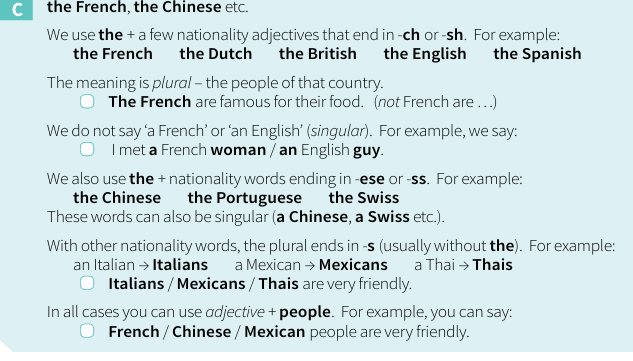 C
the French, the Chinese etc.
We use the + a few nationality adjectives that end in -ch or -sh. For example:
the French the Dutch the British the English the Spanish
The meaning is plural – the people of that country.
The French are famous for their food. (not French are …)
We do not say ‘a French’ or ‘an English’ (singular). For example, we say:
I met a French woman / an English guy.
We also use the + nationality words ending in -ese or -ss. For example:
the Chinese the Portuguese the Swiss
These words can also be singular (a Chinese, a Swiss etc.).
With other nationality words, the plural ends in -s (usually without the). For example:
an Italian → Italians a Mexican → Mexicans a Thai → Thais
Italians / Mexicans / Thais are very friendly.
In all cases you can use adjective + people. For example, you can say:
French / Chinese / Mexican people are very friendly.